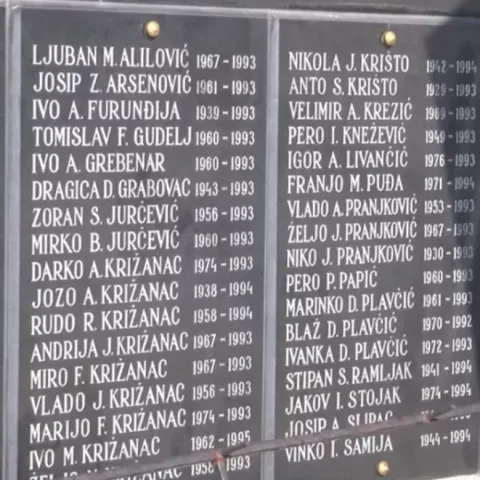 LJUBAN M. ALILOVIĆ 1967-1993
JOSIP Z. ARSENOVIĆ 1961-1993
IVO A. FURUNĐIJA 1939-1993
TOMISLAV F. GUDELJ 1960-1993
IVO A. GREBENAR 1960-1993
DRAGICA D. GRABOVAC 1943-1993
ZORAN S. JURČEVIĆ 1956-1993
MIRKO B. JURČEVIĆ 1960-1993
DARKO A. KRIŽANAC 1974-1993
JOZO A. KRIŽANAC 1938-1994
RUDO R. KRIŽANAC 1958-1994
ANDRIJA J. KRIŽANAC 1967-1993
MIRO F. KRIŽANAC 1967-1993
VLADO J. KRIŽANAC 1956-1993
MARIJO F. KRIŽANAC 1974-1993
IVO M. KRIŽANAC 1962-1995
KRIŽANAC 1958-1993
NIKOLA J. KRIŠTO 1942-1994
ANTO S. KRIŠTO 1929-1993
VELIMIR A. KREZIĆ 1969-1993
PERO I. KNEŽEVIĆ 1949-1993
IGOR A. LIVANČIĆ 1976-1993
FRANJO M. PUĐA 1971-1994
VLADO A. PRANJKOVIĆ 1953-1993
ŽELJO J. PRANJKOVIĆ 1967-1993
NIKO J. PRANJKOVIĆ 1930-1993
PERO P. PAPIĆ 1960-1993
MARINKO D. PLAVČIĆ 1961-1993
BLAŽ D. PLAVČIĆ 1970-1992
IVANKA D. PLAVČIĆ 1972-1993
STIPAN S. RAMLJAK 1941-1994
JAKOV I. STOJAK 1974-1994
JOSIP A.
VINKO I. SAMIJA 1944-1994